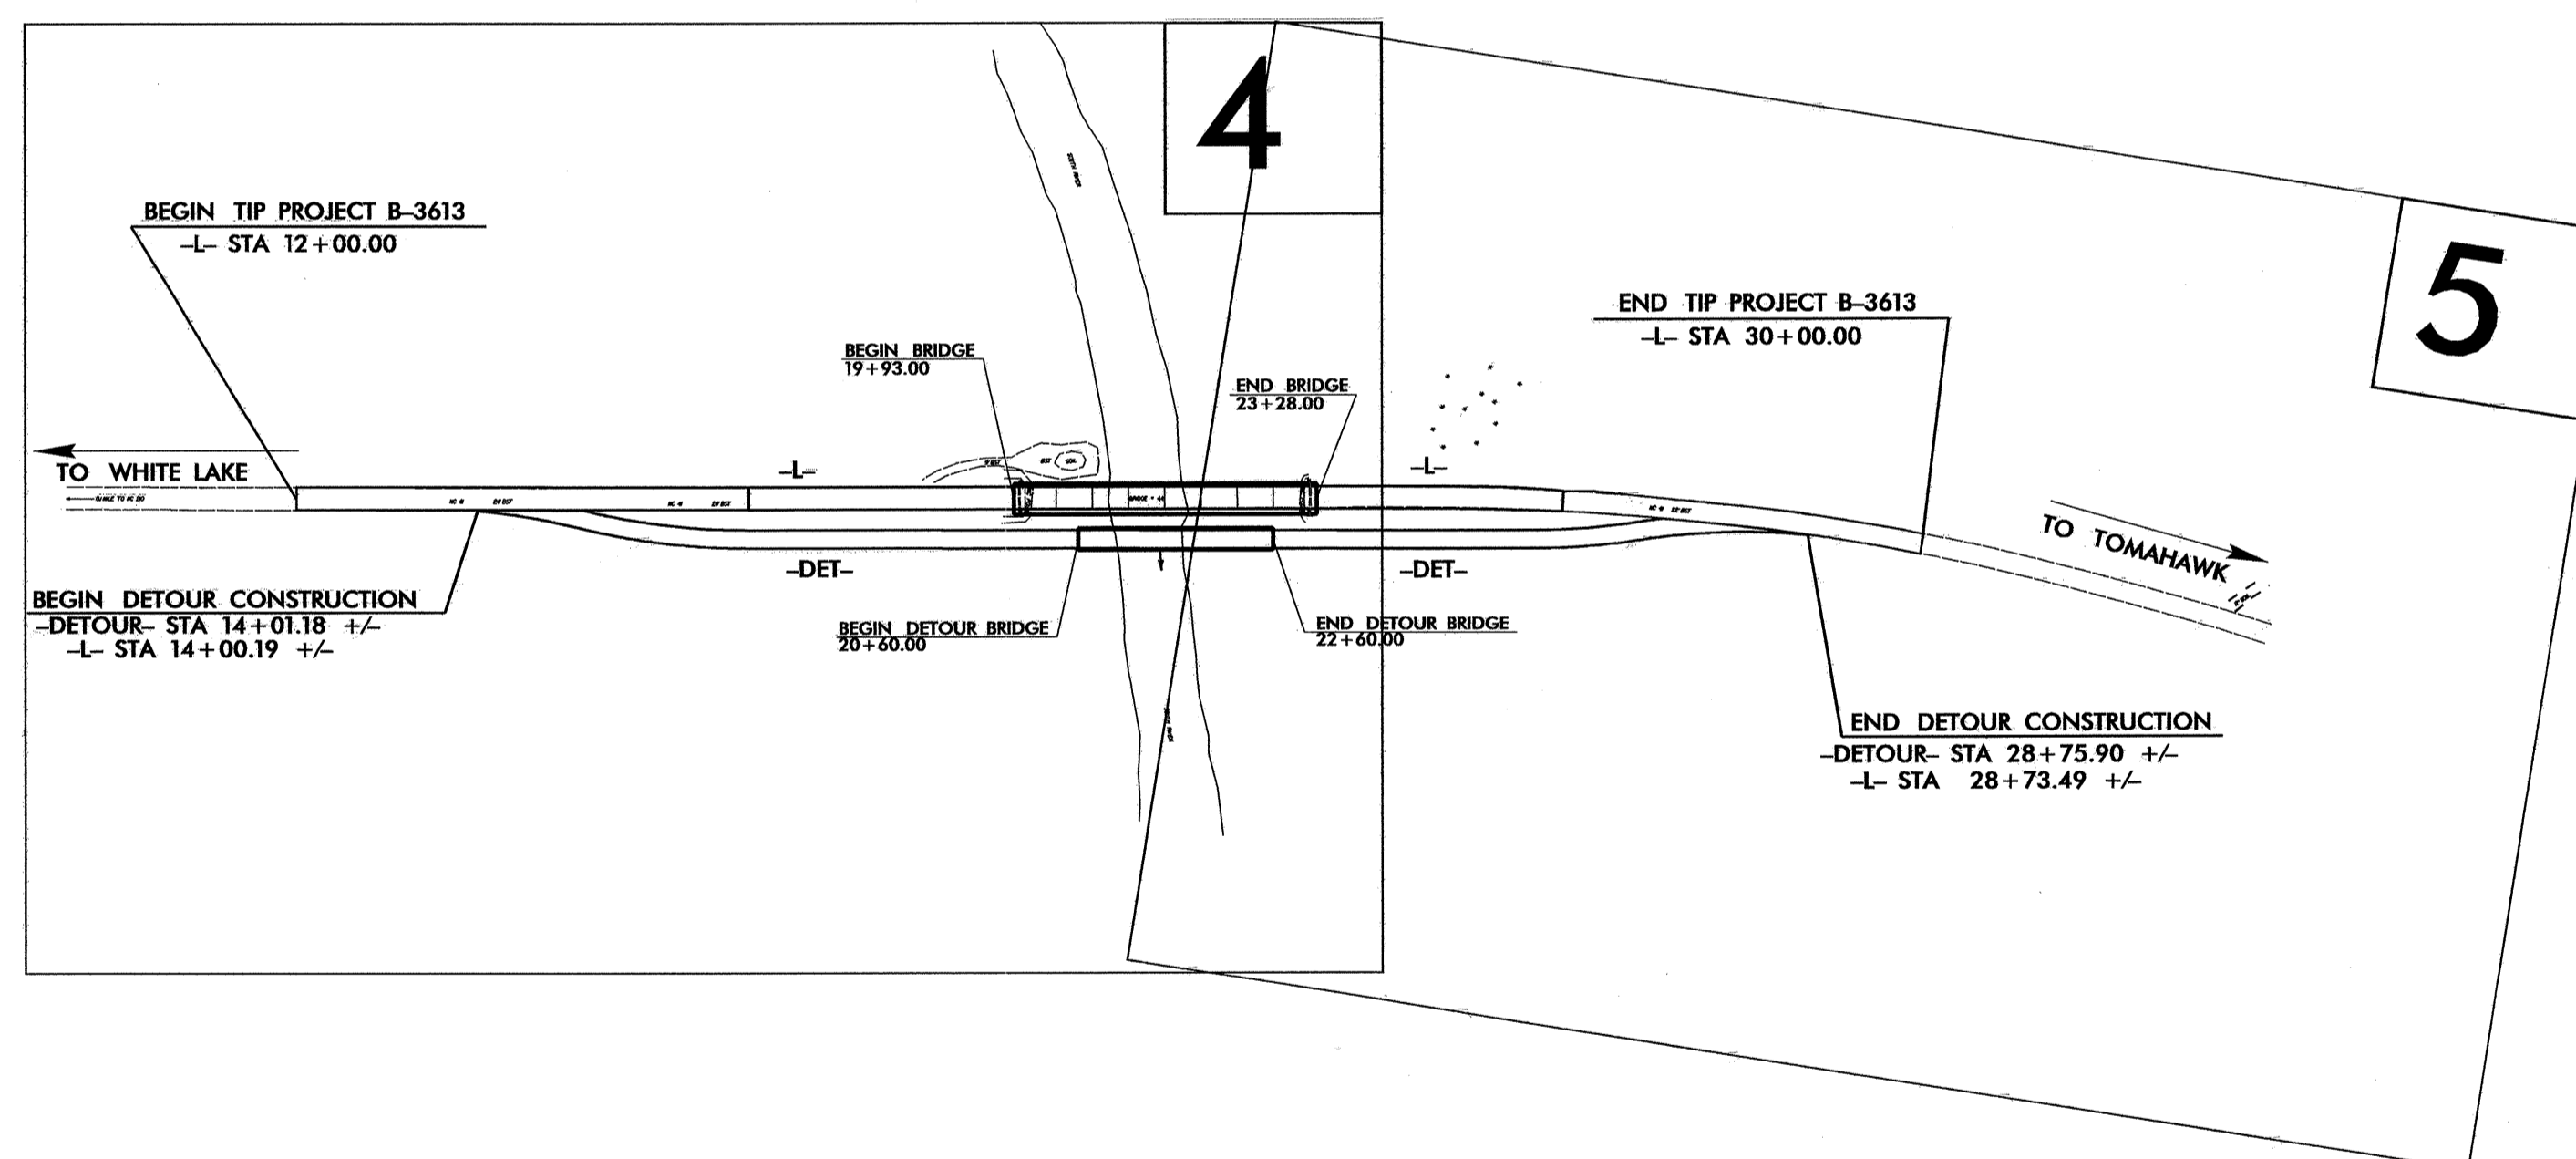 4
5
BEGIN TIP PROJECT B-3613
-L- STA 12+00.00
END TIP PROJECT B-3613
-L- STA 30+00.00
BEGIN BRIDGE
19+93.00
END BRIDGE
23+28.00
TO WHITE LAKE
-L-
-L-
TO TOMAHAWK
-DET-
-DET-
BEGIN DETOUR CONSTRUCTION
-DETOUR- STA 14+01.18 +/-
-L- STA 14+00.19 +/-
BEGIN DETOUR BRIDGE
20+60.00
END DETOUR BRIDGE
22+60.00
END DETOUR CONSTRUCTION
-DETOUR- STA 28+75.90 +/-
-L- STA 28+73.49 +/-